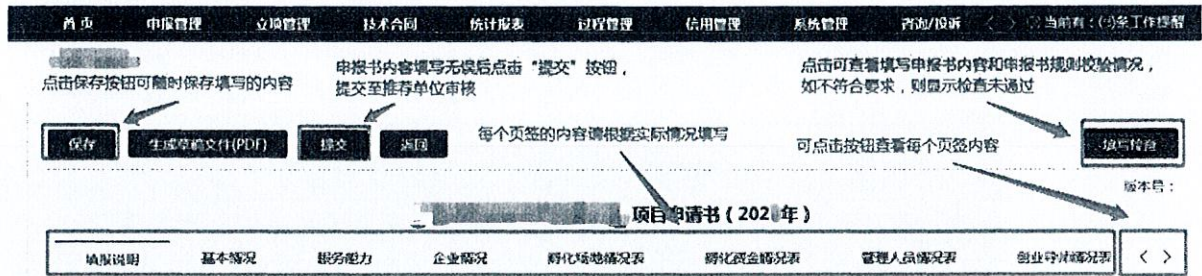 首页 申报管理 立项管理 技术合同 统计报表 过程管理 信用管理 系统管理 咨询/投诉 当前有：(0)条工作提醒
点击保存按钮可随时保存填写的内容
申报书内容填写无误后点击“提交”按钮，
提交至推荐单位审核
点击可查看填写申报书内容和申报书规则校验情况，
如不符合要求，则显示检查未通过
保存 生成草稿文件(PDF) 提交 返回
每个页签的内容请根据实际情况填写
可点击按钮查看每个页签内容
填写检查
版本号：
项目申请书（202 年）
填报说明 基本情况 服务能力 企业情况 孵化场地情况表 孵化资金情况表 管理人员情况表 创业导师情况表 < >